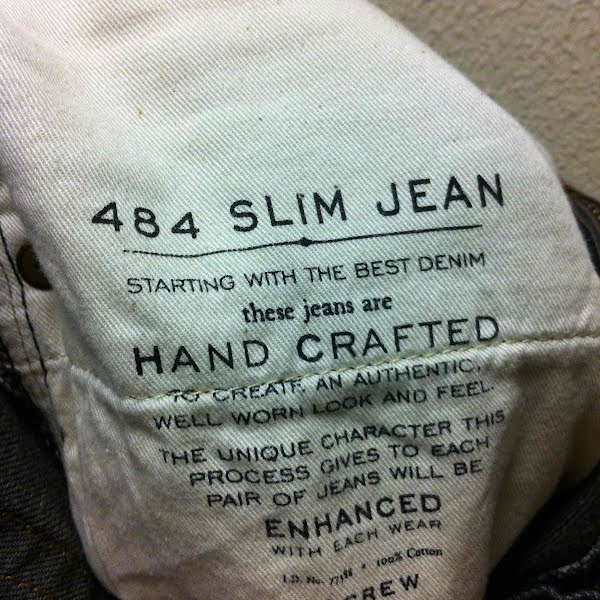 484 SLIM JEAN
STARTING WITH THE BEST DENIM
these jeans are
HAND CRAFTED
TO CREATE AN AUTHENTIC,
WELL WORN LOOK AND FEEL.
THE UNIQUE CHARACTER THIS
PROCESS GIVES TO EACH
PAIR OF JEANS WILL BE
ENHANCED
WITH EACH WEAR
I.D. No. • 100% Cotton
REW